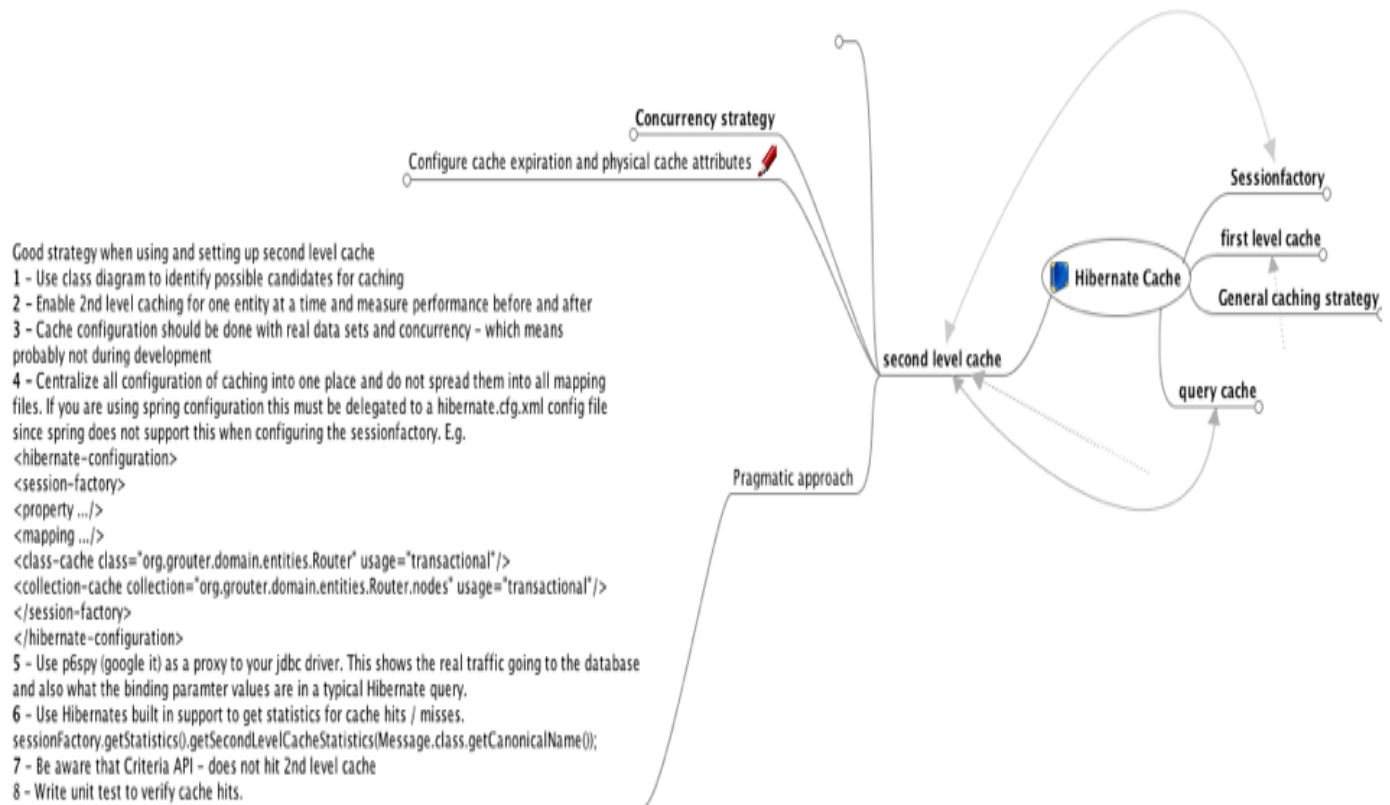 Concurrency strategy
Configure cache expiration and physical cache attributes
Good strategy when using and setting up second level cache
1 - Use class diagram to identify possible candidates for caching
2 - Enable 2nd level caching for one entity at a time and measure performance before and after
3 - Cache configuration should be done with real data sets and concurrency - which means
probably not during development
4 - Centralize all configuration of caching into one place and do not spread them into all mapping
files. If you are using spring configuration this must be delegated to a hibernate.cfg.xml config file
since spring does not support this when configuring the sessionfactory. E.g.
<hibernate-configuration>
<session-factory>
<property .../>
<mapping .../>
<class-cache class="org.grouter.domain.entities.Router" usage="transactional"/>
<collection-cache collection="org.grouter.domain.entities.Router.nodes" usage="transactional"/>
</session-factory>
</hibernate-configuration>
5 - Use p6spy (google it) as a proxy to your jdbc driver. This shows the real traffic going to the database
and also what the binding paramter values are in a typical Hibernate query.
6 - Use Hibernates built in support to get statistics for cache hits / misses.
sessionFactory.getStatistics().getSecondLevelCacheStatistics(Message.class.getCanonicalName());
7 - Be aware that Criteria API - does not hit 2nd level cache
8 - Write unit test to verify cache hits.
Pragmatic approach
second level cache
Hibernate Cache
Sessionfactory
first level cache
General caching strategy
query cache